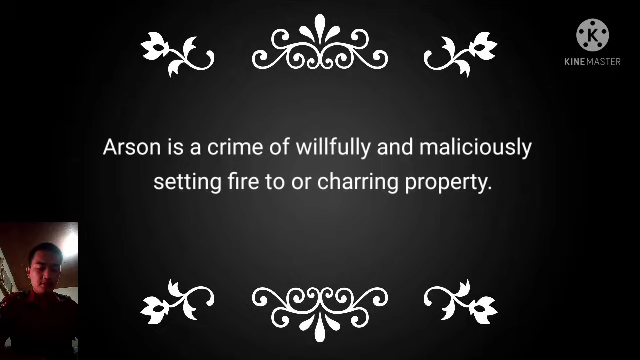 KINEMASTER
Arson is a crime of willfully and maliciously
setting fire to or charring property.